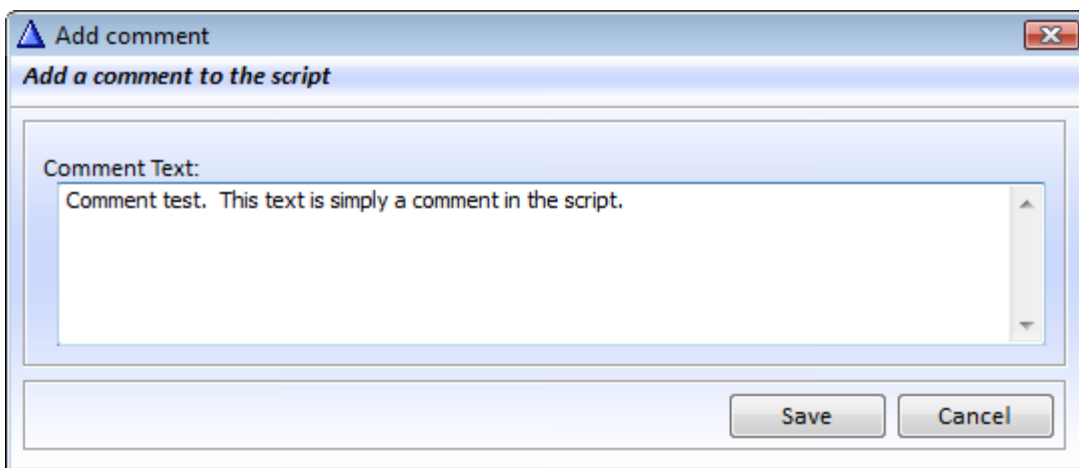 Add comment
Add a comment to the script
Comment Text:
Comment test.  This text is simply a comment in the script.
Save Cancel